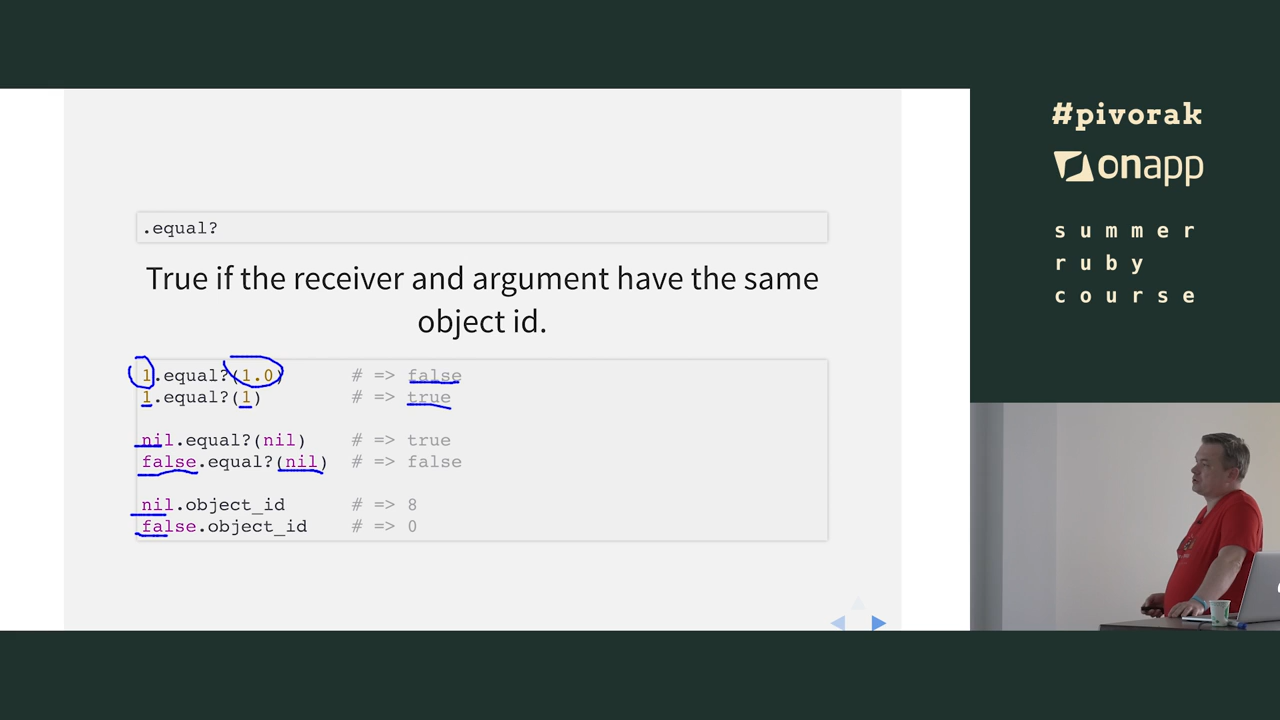 .equal?
True if the receiver and argument have the same
object id.
1.equal?(1.0) # => false
1.equal?(1) # => true
nil.equal?(nil) # => true
false.equal?(nil) # => false
nil.object_id # => 8
false.object_id # => 0
#pivorak
onapp
summer
ruby
course